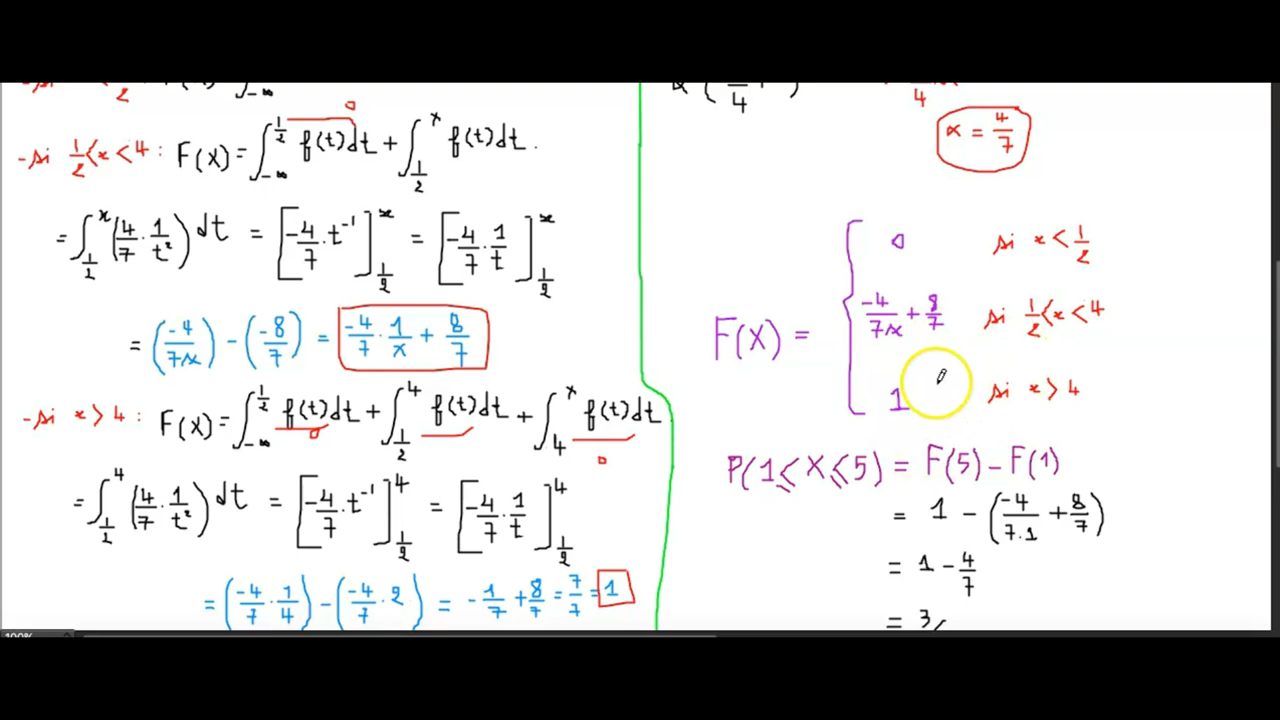 - si 1/2 < x < 4 : F(X) = ∫_{-∞}^{1/2} f(t)dt + ∫_{1/2}^{x} f(t)dt.
0
= ∫_{1/2}^{x} (4/7 · 1/t²) dt = [-4/7 · t⁻¹]_{1/2}^{x} = [-4/7 · 1/t]_{1/2}^{x}
= (-4/7x) - (-8/7) = -4/7 · 1/x + 8/7
- si x > 4 : F(X) = ∫_{-∞}^{1/2} f(t)dt + ∫_{1/2}^{4} f(t)dt + ∫_{4}^{x} f(t)dt
0 0
= ∫_{1/2}^{4} (4/7 · 1/t²) dt = [-4/7 · t⁻¹]_{1/2}^{4} = [-4/7 · 1/t]_{1/2}^{4}
= (-4/7 · 1/4) - (-4/7 · 2) = -1/7 + 8/7 = 7/7 = 1
α = 4/7
F(X) =
0 si x < 1/2
-4/7x + 8/7 si 1/2 < x < 4
1 si x > 4
P(1 ≤ X ≤ 5) = F(5) - F(1)
= 1 - (-4/7.1 + 8/7)
= 1 - 4/7
= 3/
100%